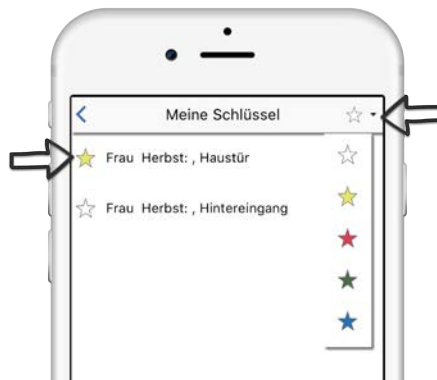 Meine Schlüssel
Frau Herbst: , Haustür
Frau Herbst: , Hintereingang